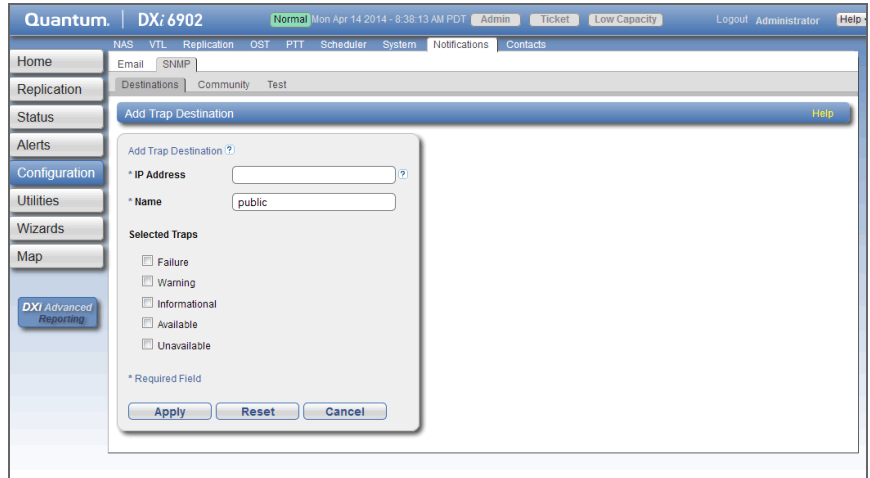 Quantum. DXi 6902 Normal Mon Apr 14 2014 - 8:38:13 AM PDT Admin Ticket Low Capacity Logout Administrator Help
NAS VTL Replication OST PTT Scheduler System Notifications Contacts
Home
Replication
Status
Alerts
Configuration
Utilities
Wizards
Map
DXi Advanced
Reporting
Email SNMP
Destinations Community Test
Add Trap Destination Help
Add Trap Destination ?
* IP Address ?
* Name public
Selected Traps
Failure
Warning
Informational
Available
Unavailable
* Required Field
Apply Reset Cancel